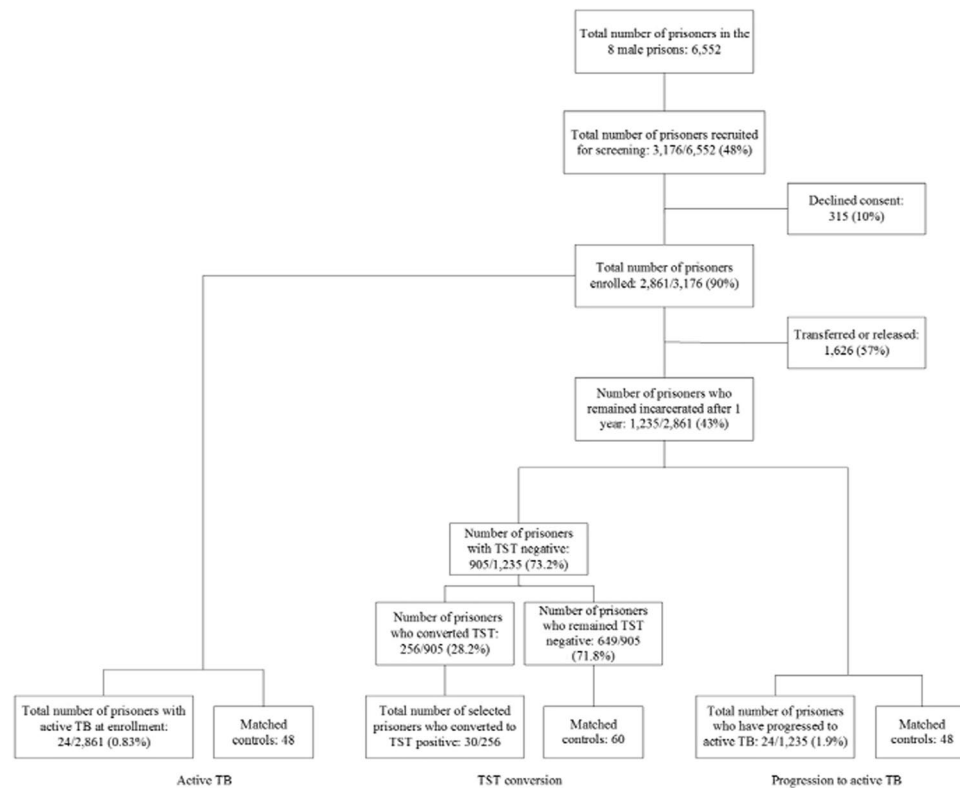 Total number of prisoners in the
8 male prisons: 6,552
Total number of prisoners recruited
for screening: 3,176/6,552 (48%)
Declined consent:
315 (10%)
Total number of prisoners
enrolled: 2,861/3,176 (90%)
Transferred or released:
1,626 (57%)
Number of prisoners who
remained incarcerated after 1
year: 1,235/2,861 (43%)
Number of prisoners
with TST negative:
905/1,235 (73.2%)
Number of prisoners
who converted TST:
256/905 (28.2%)
Number of prisoners
who remained TST
negative: 649/905
(71.8%)
Total number of prisoners with
active TB at enrollment:
24/2,861 (0.83%)
Matched
controls: 48
Total number of selected
prisoners who converted to
TST positive: 30/256
Matched
controls: 60
Total number of prisoners
who have progressed to
active TB: 24/1,235 (1.9%)
Matched
controls: 48
Active TB
TST conversion
Progression to active TB